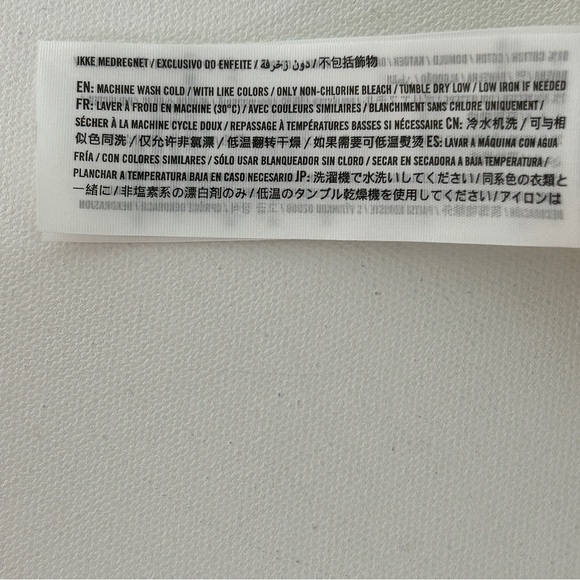 IKKE MEDREGNET / EXCLUSIVO DO ENFEITE / دون زخرفة / 不包括飾物
EN: MACHINE WASH COLD / WITH LIKE COLORS / ONLY NON-CHLORINE BLEACH / TUMBLE DRY LOW / LOW IRON IF NEEDED
FR: LAVER À FROID EN MACHINE (30°C) / AVEC COULEURS SIMILAIRES / BLANCHIMENT SANS CHLORE UNIQUEMENT /
SÉCHER À LA MACHINE CYCLE DOUX / REPASSAGE À TEMPÉRATURES BASSES SI NÉCESSAIRE CN: 冷水机洗 / 可与相
似色同洗 / 仅允许非氯漂 / 低温翻转干燥 / 如果需要可低温熨烫 ES: LAVAR A MÁQUINA CON AGUA
FRÍA / CON COLORES SIMILARES / SÓLO USAR BLANQUEADOR SIN CLORO / SECAR EN SECADORA A BAJA TEMPERATURA /
PLANCHAR A TEMPERATURA BAJA EN CASO NECESARIO JP: 洗濯機で水洗いしてください / 同系色の衣類と
一緒に / 非塩素系の漂白剤のみ / 低温のタンブル乾燥機を使用してください / アイロンは